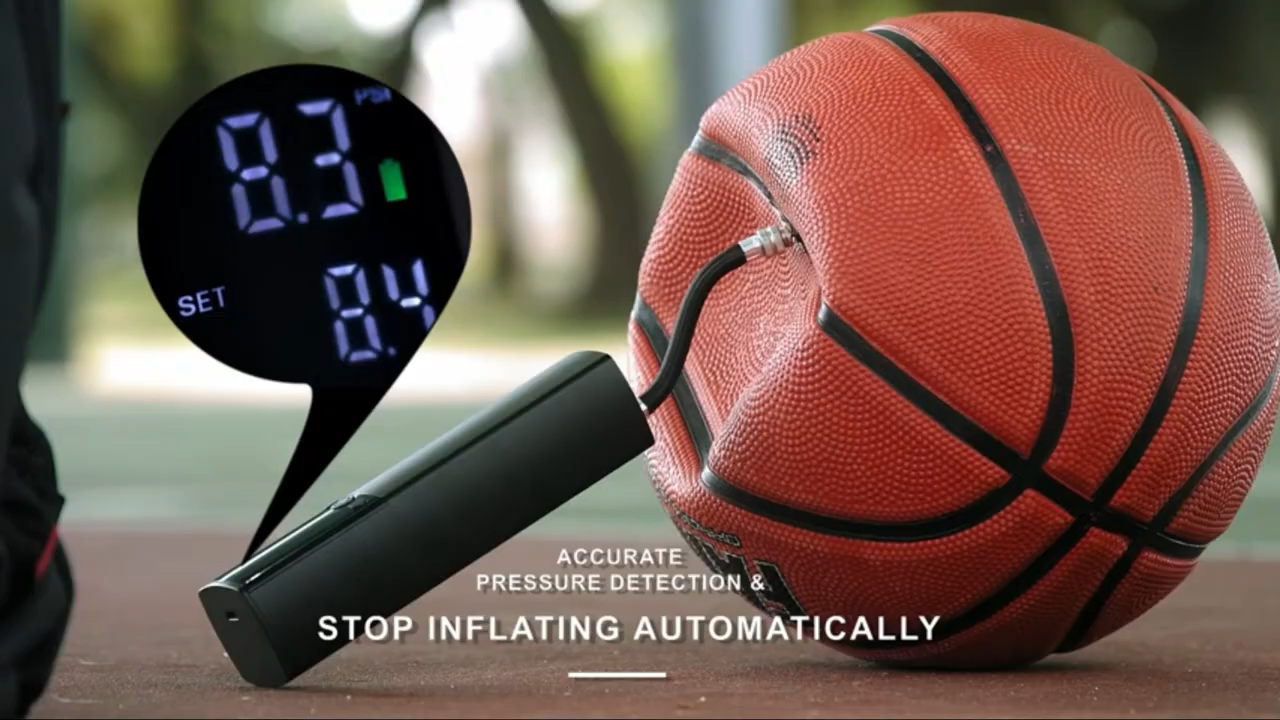 PSI
8.3
SET
8.4
ACCURATE
PRESSURE DETECTION &
STOP INFLATING AUTOMATICALLY